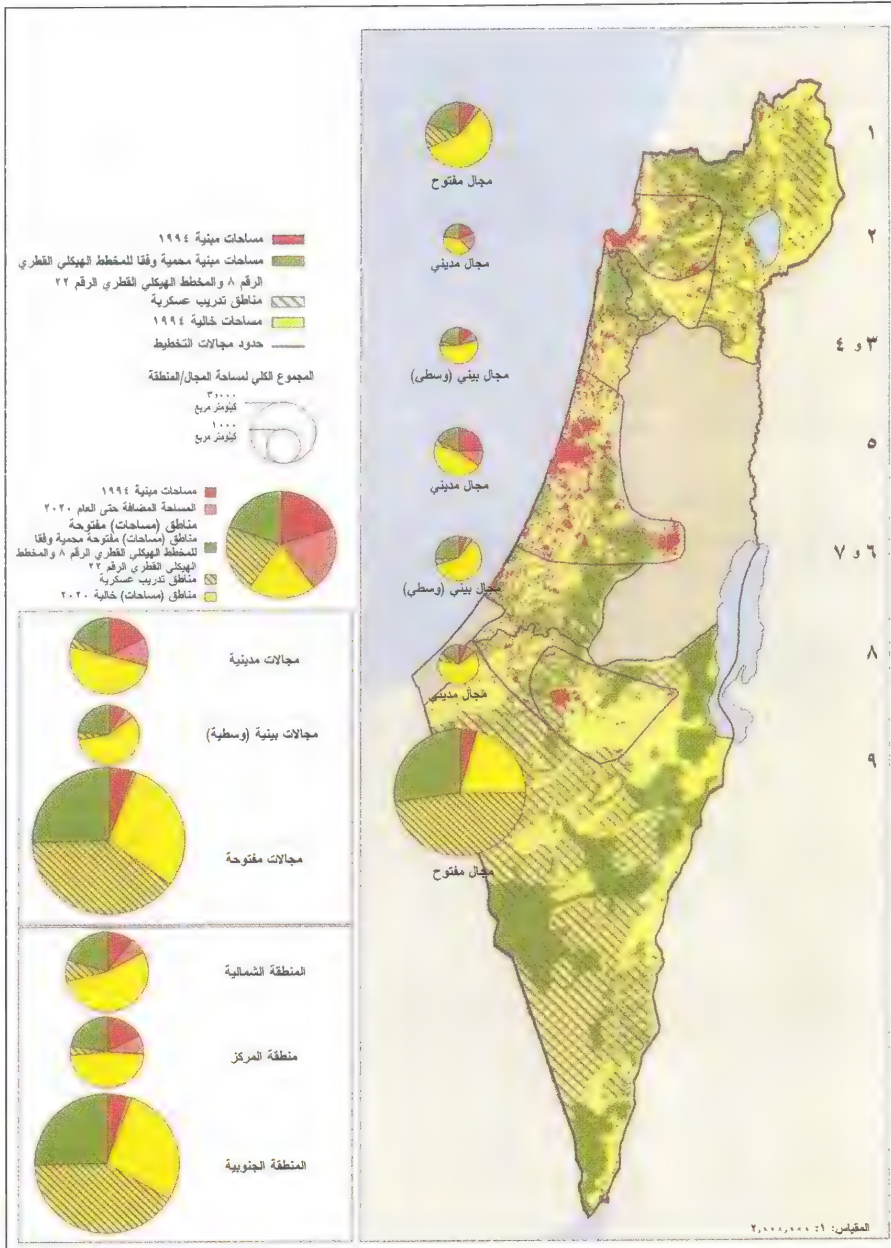 مساحات مبنية ١٩٩٤
مساحات مبنية محمية وفقا للمخطط الهيكلي القطري
الرقم ٨ والمخطط الهيكلي القطري الرقم ٢٢
مناطق تدريب عسكرية
مساحات خالية ١٩٩٤
حدود مجالات التخطيط
المجموع الكلي لمساحة المجال/المنطقة
٣,٠٠٠
كيلومتر مربع
١٠٠٠
كيلومتر مربع
مساحات مبنية ١٩٩٤
المساحة المضافة حتى العام ٢٠٢٠
مناطق (مساحات) مفتوحة
مناطق (مساحات) مفتوحة محمية وفقا
للمخطط الهيكلي القطري الرقم ٨ والمخطط
الهيكلي القطري الرقم ٢٢
مناطق تدريب عسكرية
مناطق (مساحات) خالية ٢٠٢٠
مجالات مدينية
مجالات بينية (وسطية)
مجالات مفتوحة
المنطقة الشمالية
منطقة المركز
المنطقة الجنوبية
١
مجال مفتوح
٢
مجال مديني
٣ و ٤
مجال بيني (وسطى)
٥
مجال مديني
٦ و ٧
مجال بيني (وسطي)
٨
مجال مديني
٩
مجال مفتوح
المقياس: ١: ٢,٠٠٠,٠٠٠